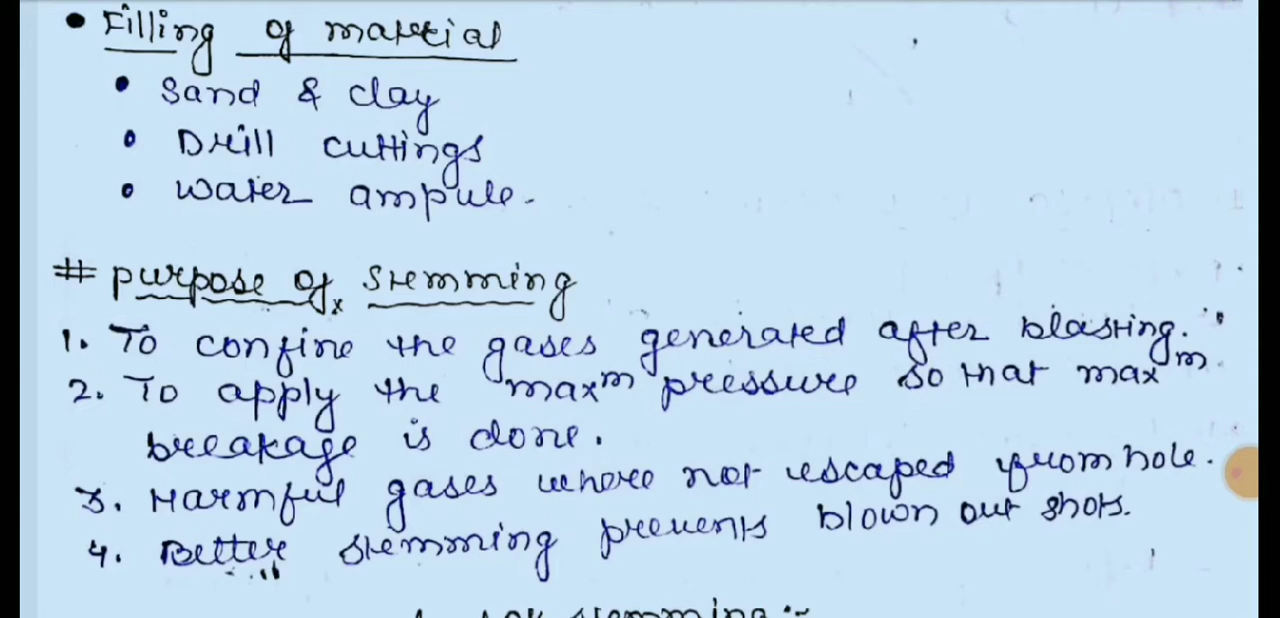 • Filling of material
• Sand & clay
• Drill cuttings
• Water ampule.
# purpose of stemming
1. To confine the gases generated after blasting.
2. To apply the maxᵐ pressure so that maxᵐ
breakage is done.
3. Harmful gases where not escaped from hole.
4. Better stemming prevents blown out shots.
stemming :-